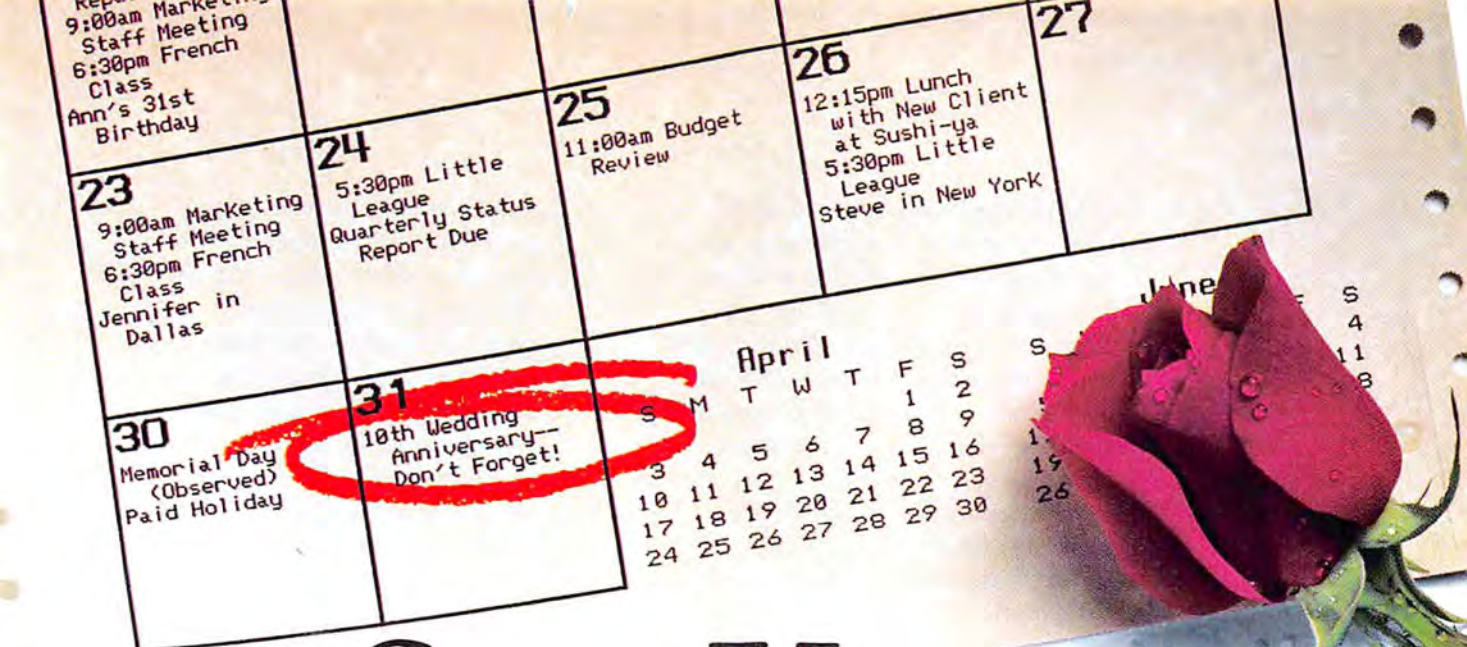 9:00am Marketing
Staff Meeting
6:30pm French
Class
Ann's 31st
Birthday
23
9:00am Marketing
Staff Meeting
6:30pm French
Class
Jennifer in
Dallas
24
5:30pm Little
League
Quarterly Status
Report Due
25
11:00am Budget
Review
26
12:15pm Lunch
with New Client
at Sushi-ya
5:30pm Little
League
Steve in New York
27
30
Memorial Day
(Observed)
Paid Holiday
31
10th Wedding
Anniversary--
Don't Forget!
April
S M T W T F S
1 2
3 4 5 6 7 8 9
10 11 12 13 14 15 16
17 18 19 20 21 22 23
24 25 26 27 28 29 30
June
S S
4
11
19
26